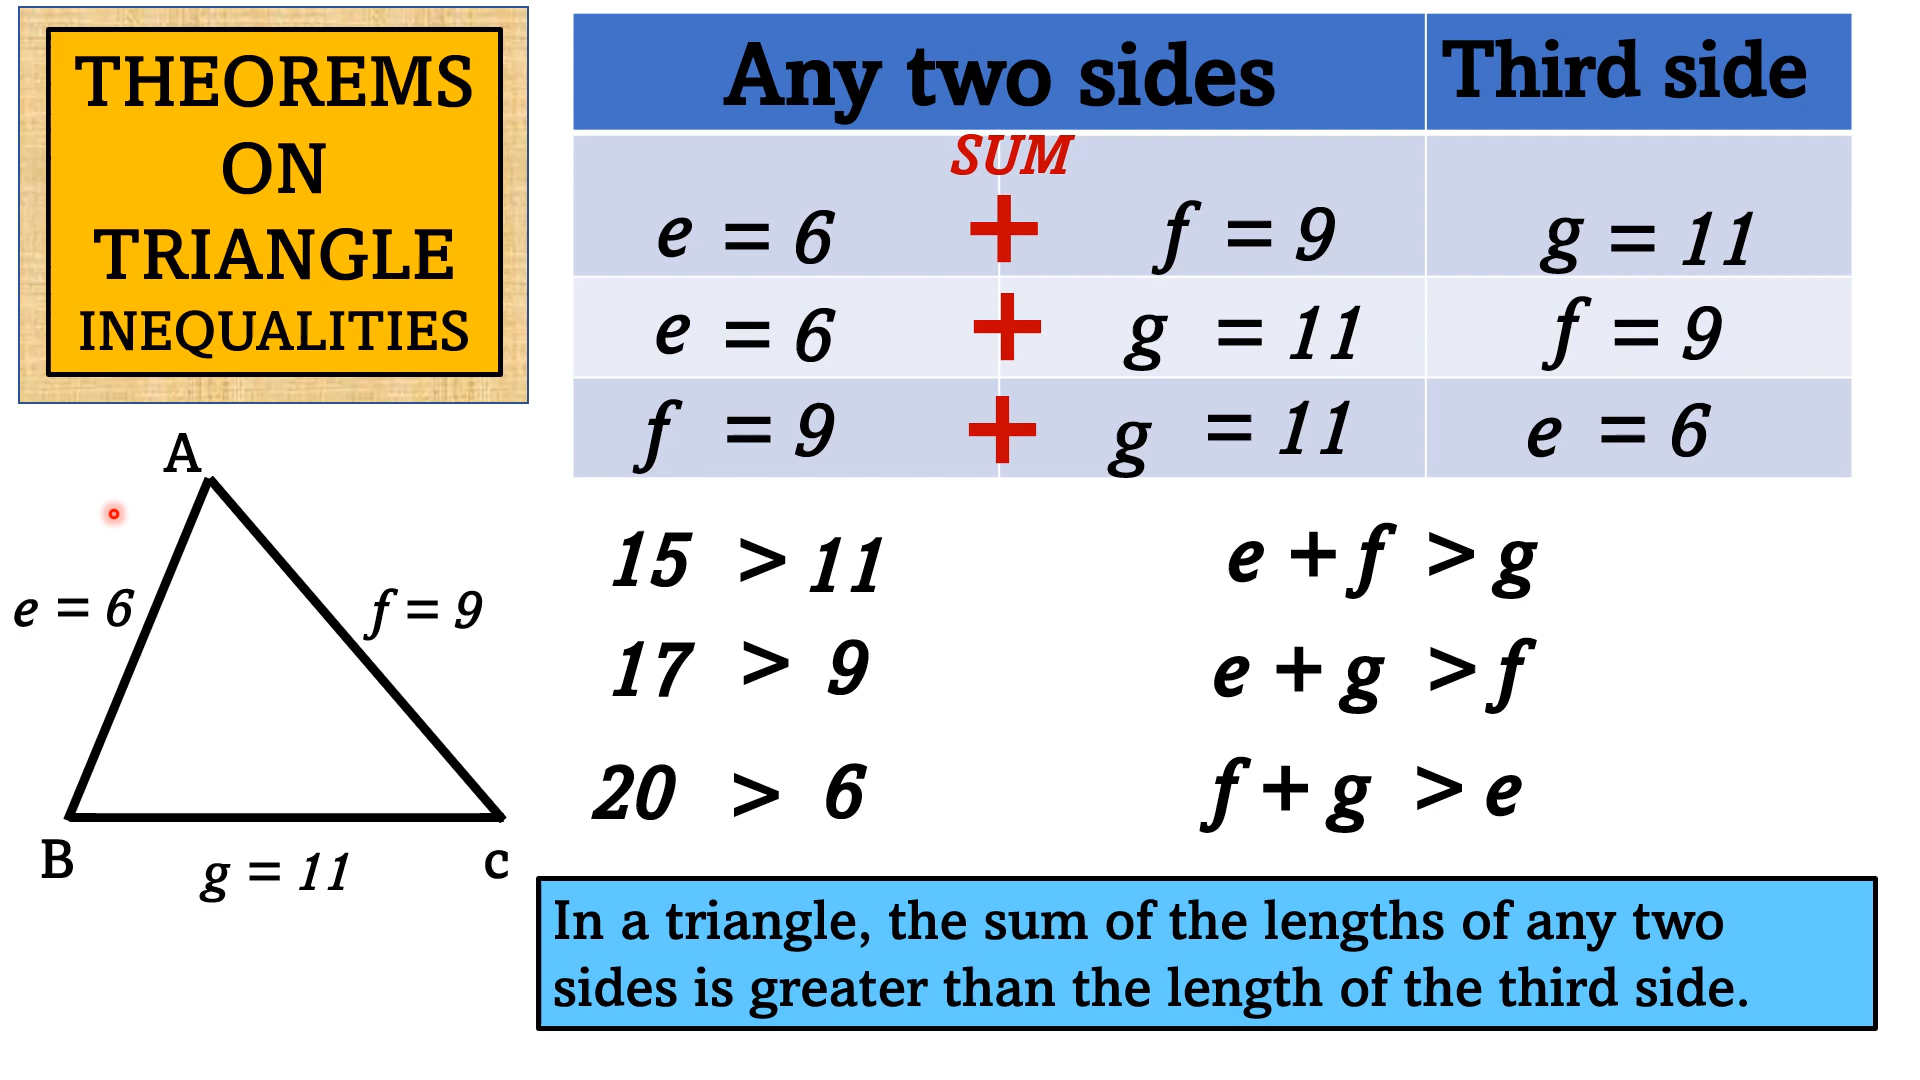 THEOREMS
ON
TRIANGLE
INEQUALITIES
Any two sides Third side
SUM
e = 6 + f = 9 g = 11
e = 6 + g = 11 f = 9
f = 9 + g = 11 e = 6
A
e = 6 f = 9
B g = 11 c
15 > 11 e + f > g
17 > 9 e + g > f
20 > 6 f + g > e
In a triangle, the sum of the lengths of any two
sides is greater than the length of the third side.